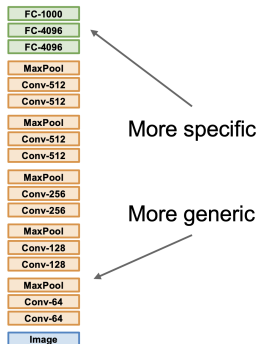 FC-1000
FC-4096
FC-4096
MaxPool
Conv-512
Conv-512
MaxPool
Conv-512
Conv-512
MaxPool
Conv-256
Conv-256
MaxPool
Conv-128
Conv-128
MaxPool
Conv-64
Conv-64
Image
More specific
More generic